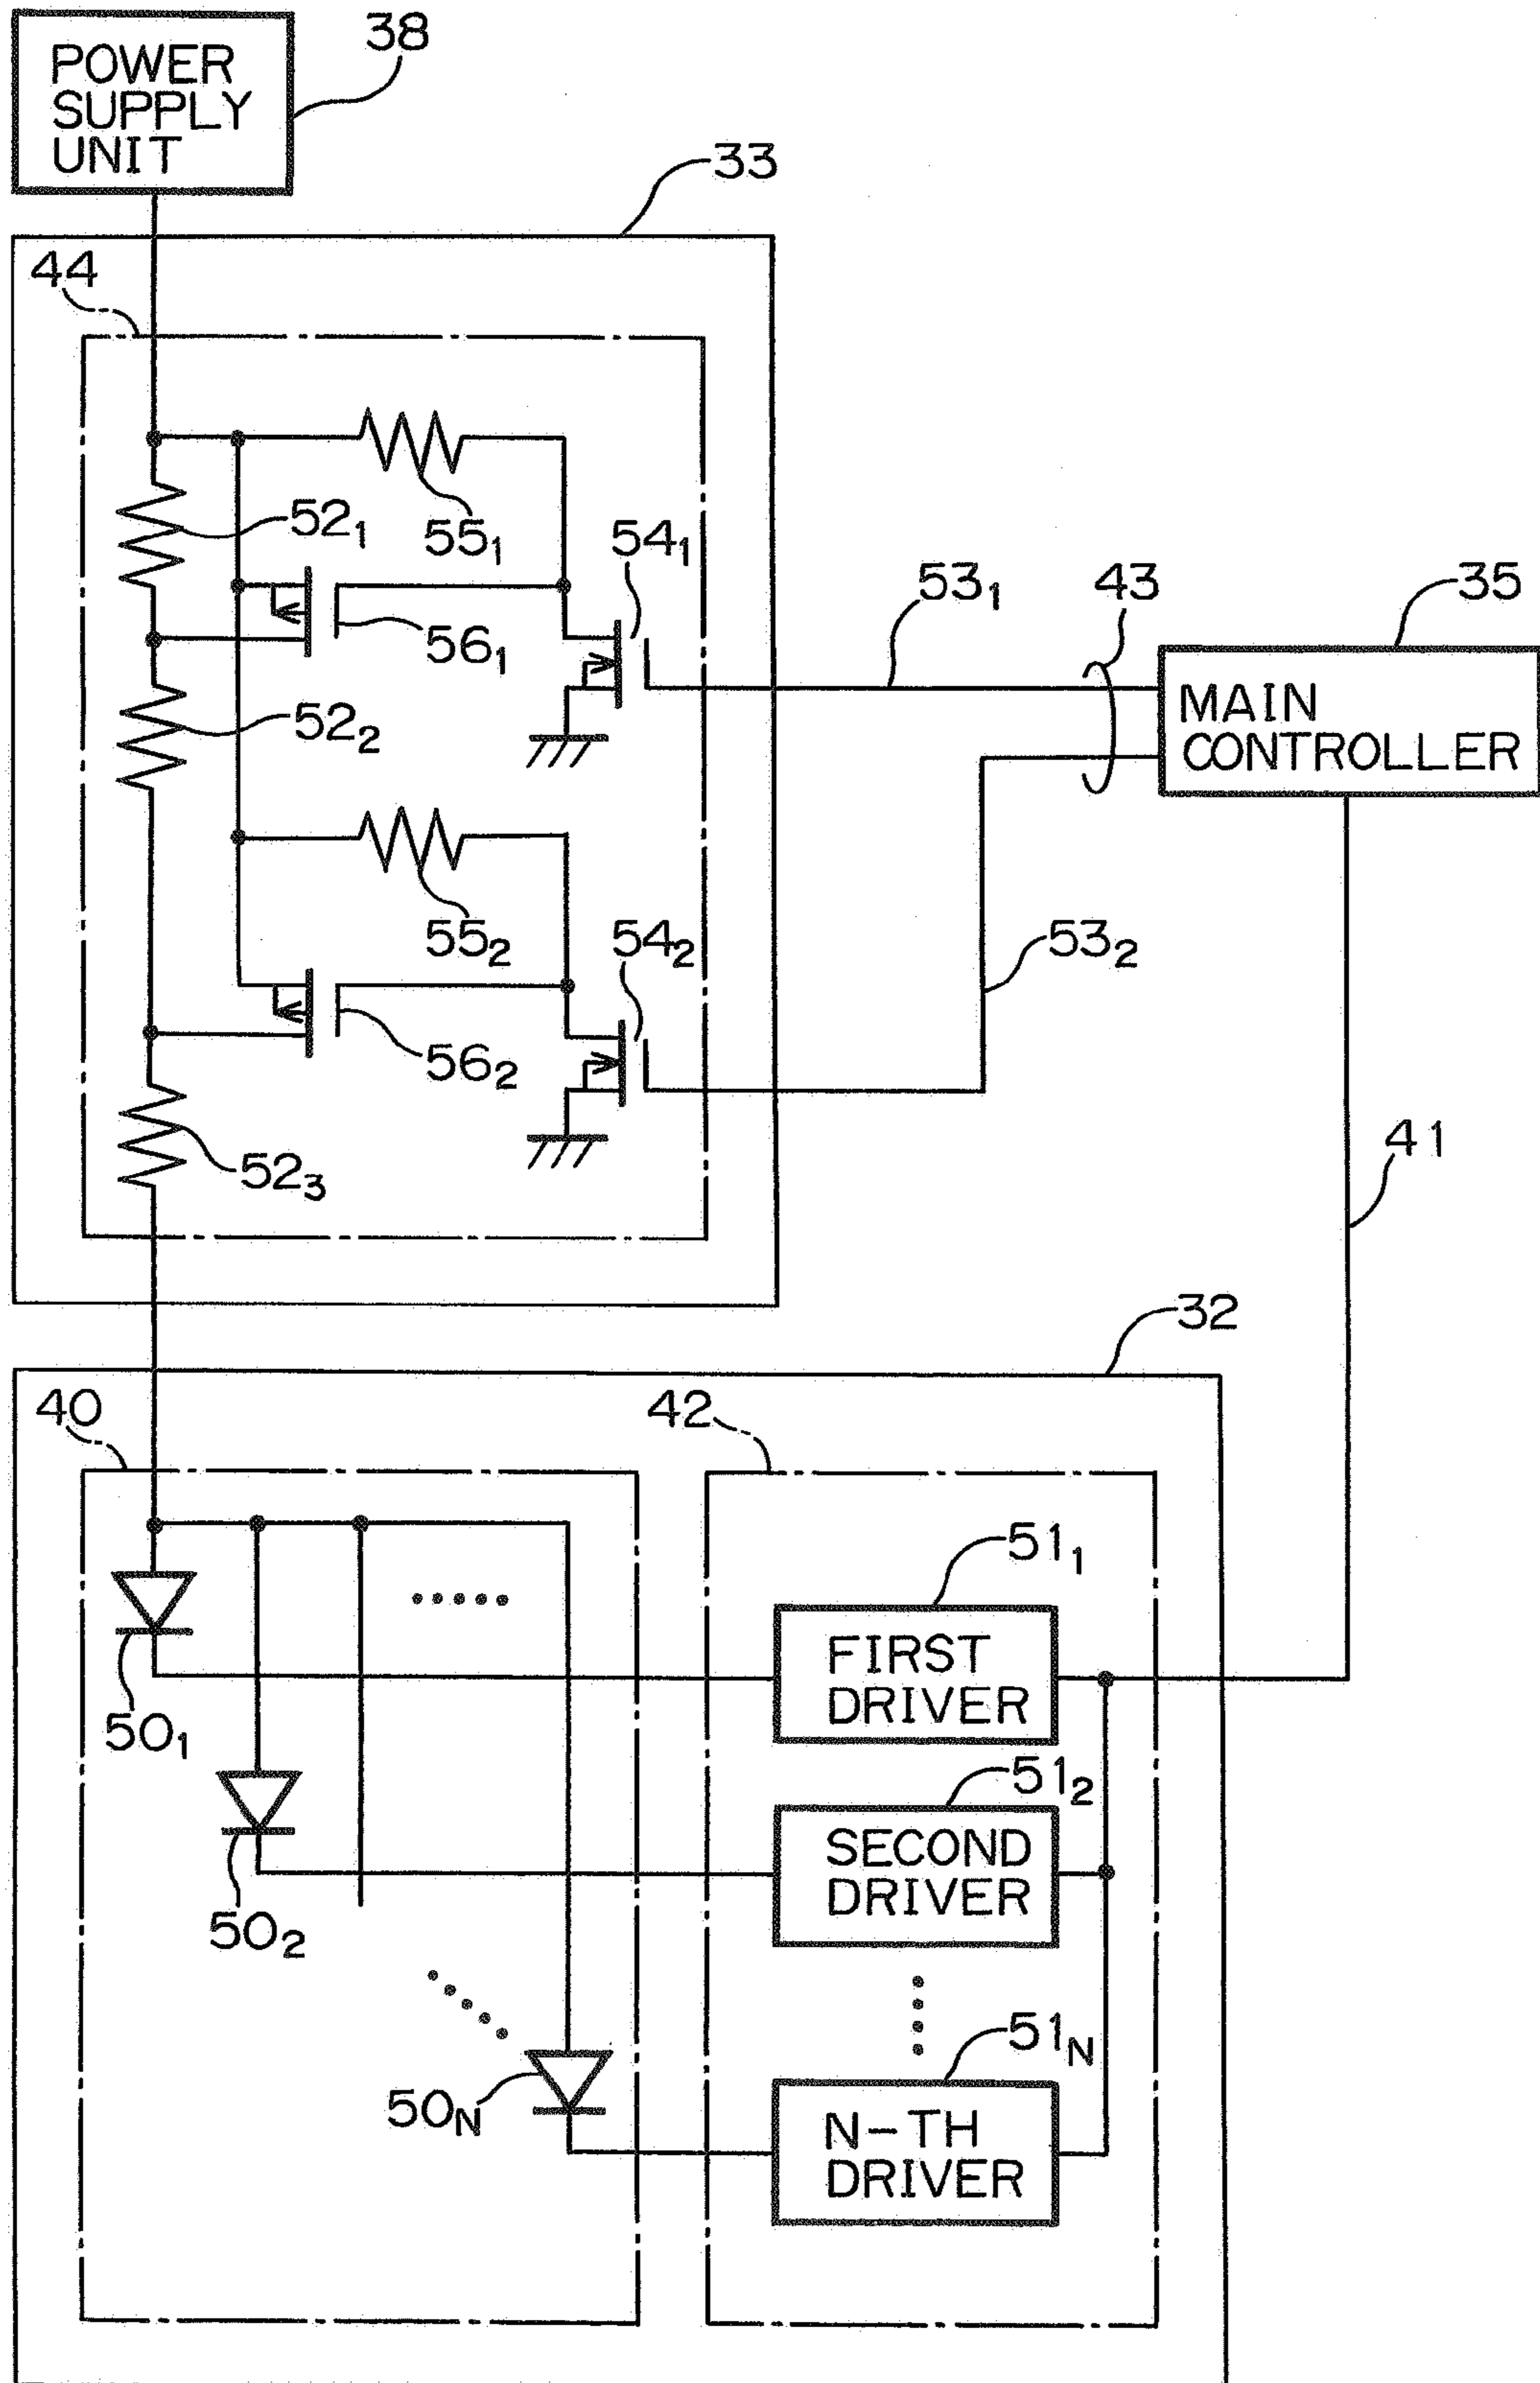 POWER
SUPPLY
UNIT
38
33
44
52₁
55₁
54₁
53₁
43
35
56₁
MAIN
CONTROLLER
52₂
55₂
54₂
53₂
56₂
52₃
41
32
40
42
51₁
FIRST
DRIVER
50₁
51₂
SECOND
DRIVER
50₂
51N
50N
N-TH
DRIVER